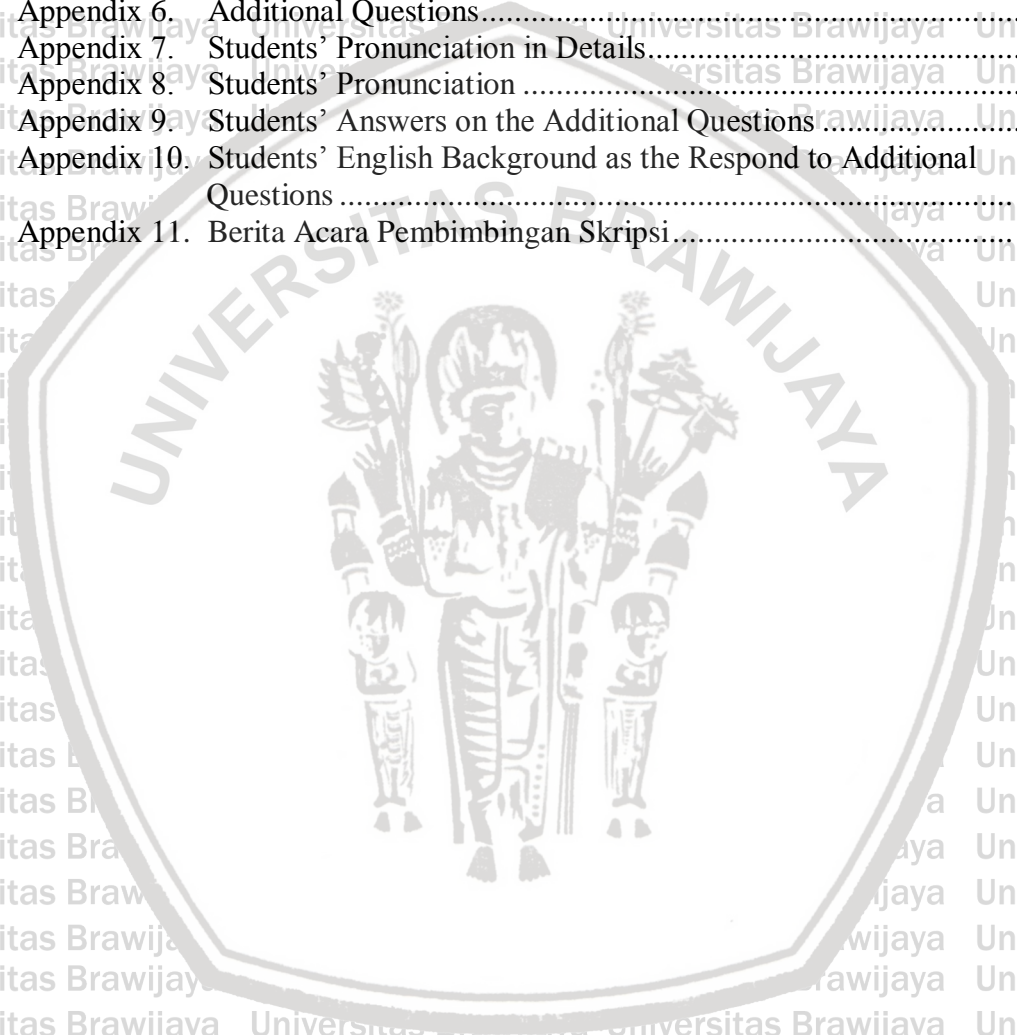 Appendix 6. Additional Questions....................................................................
Appendix 7. Students' Pronunciation in Details.............................................
Appendix 8. Students' Pronunciation ..............................................................
Appendix 9. Students' Answers on the Additional Questions ........................
Appendix 10. Students' English Background as the Respond to Additional
Questions .....................................................................................
Appendix 11. Berita Acara Pembimbingan Skripsi..........................................
UNIVERSITAS BRAWIJAYA